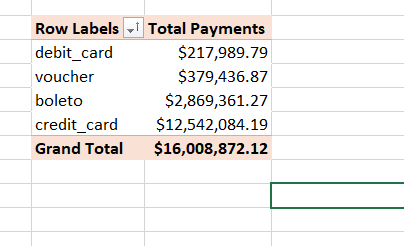 Row Labels Total Payments
debit_card $217,989.79
voucher $379,436.87
boleto $2,869,361.27
credit_card $12,542,084.19
Grand Total $16,008,872.12